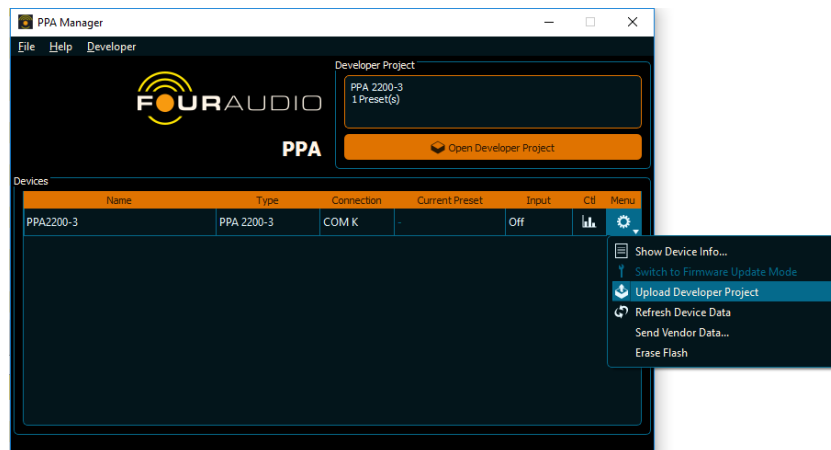 PPA Manager
File Help Developer
FOURAUDIO
PPA
Developer Project
PPA 2200-3
1 Preset(s)
Open Developer Project
Devices
Name Type Connection Current Preset Input Ctl Menu
PPA2200-3 PPA 2200-3 COM K - Off
Show Device Info...
Switch to Firmware Update Mode
Upload Developer Project
Refresh Device Data
Send Vendor Data...
Erase Flash